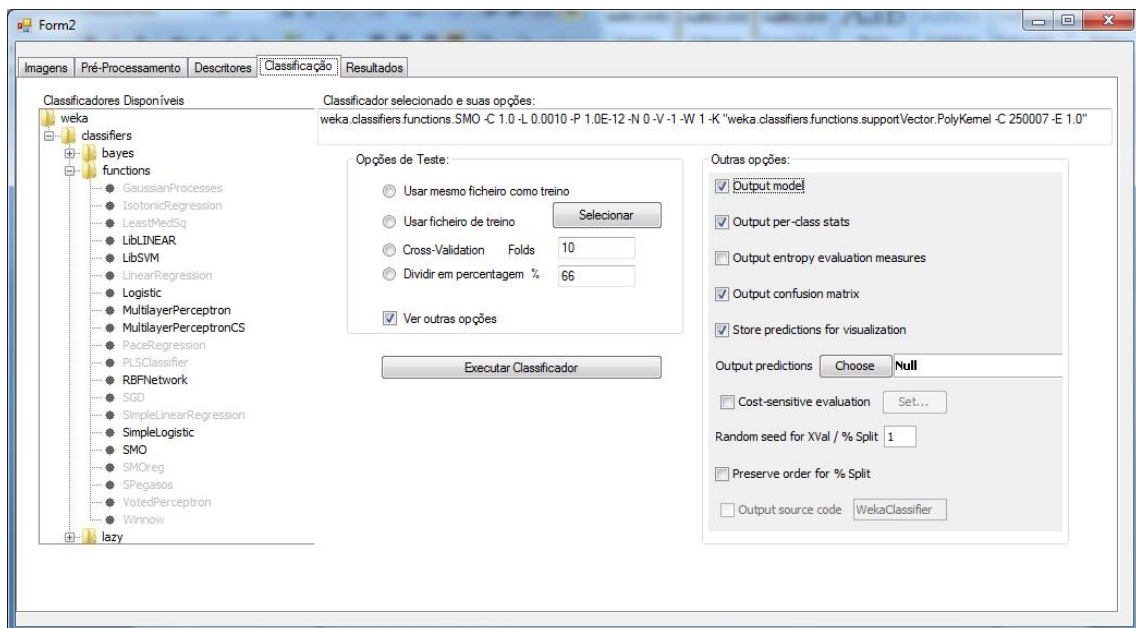 Form2
Imagens Pré-Processamento Descritores Classificação Resultados
Classificadores Disponíveis
weka
classifiers
bayes
functions
GaussianProcesses
IsotonicRegression
LeastMedSq
LibLINEAR
LibSVM
LinearRegression
Logistic
MultilayerPerceptron
MultilayerPerceptronCS
PaceRegression
PLSClassifier
RBFNetwork
SGD
SimpleLinearRegression
SimpleLogistic
SMO
SMOreg
SPegasos
VotedPerceptron
Winnow
lazy
Classificador selecionado e suas opções:
weka.classifiers.functions.SMO -C 1.0 -L 0.0010 -P 1.0E-12 -N 0 -V -1 -W 1 -K "weka.classifiers.functions.supportVector.PolyKernel -C 250007 -E 1.0"
Opções de Teste:
Usar mesmo ficheiro como treino
Usar ficheiro de treino Selecionar
Cross-Validation Folds 10
Dividir em percentagem % 66
Ver outras opções
Executar Classificador
Outras opções:
Output model
Output per-class stats
Output entropy evaluation measures
Output confusion matrix
Store predictions for visualization
Output predictions Choose Null
Cost-sensitive evaluation Set...
Random seed for XVal / % Split 1
Preserve order for % Split
Output source code WekaClassifier